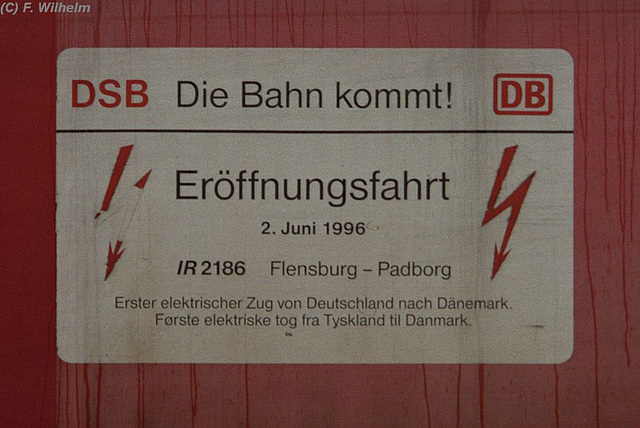 (C) F. Wilhelm
DSB Die Bahn kommt! DB
Eröffnungsfahrt
2. Juni 1996
IR 2186 Flensburg – Padborg
Erster elektrischer Zug von Deutschland nach Dänemark.
Første elektriske tog fra Tyskland til Danmark.